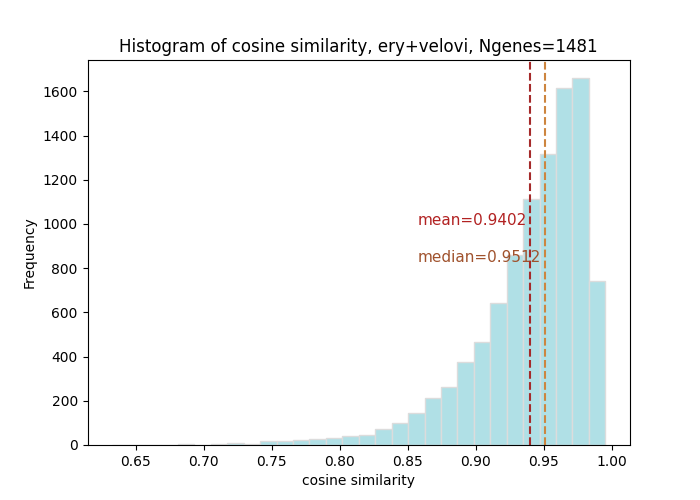 Histogram of cosine similarity, ery+velovi, Ngenes=1481
1600
1400
1200
1000
800
600
400
200
0
Frequency
mean=0.9402
median=0.9512
0.65 0.70 0.75 0.80 0.85 0.90 0.95 1.00
cosine similarity